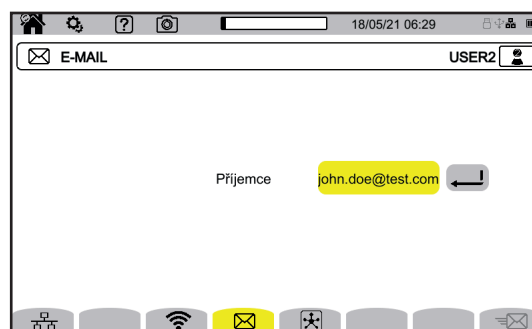 18/05/21 06:29
E-MAIL
USER2
Příjemce
john.doe@test.com